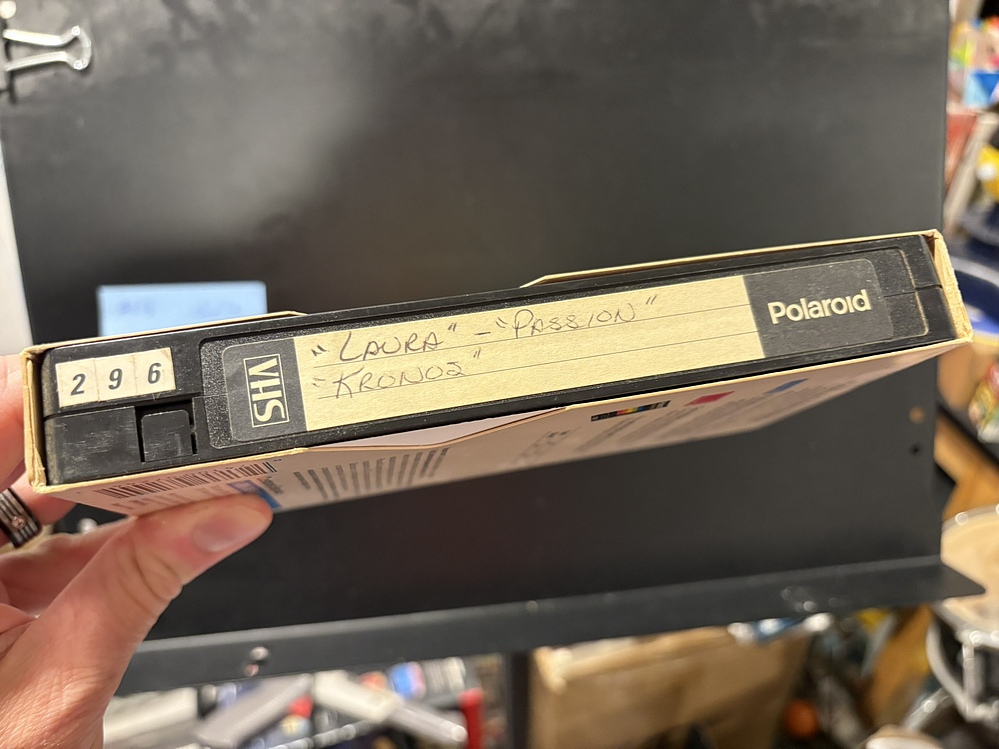 296
VHS
"LAURA" - "PASSION"
"KRONOS"
Polaroid